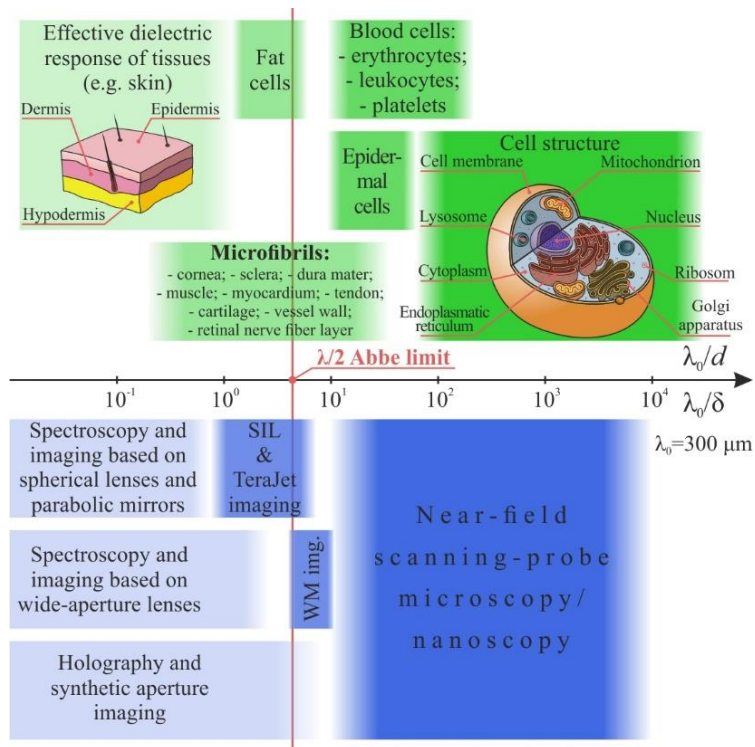 Effective dielectric
response of tissues
(e.g. skin)
Dermis
Epidermis
Hypodermis
Fat
cells
Blood cells:
- erythrocytes;
- leukocytes;
- platelets
Epider-
mal
cells
Cell structure
Cell membrane
Mitochondrion
Lysosome
Nucleus
Cytoplasm
Ribosom
Endoplasmatic
reticulum
Golgi
apparatus
Microfibrils:
- cornea; - sclera; - dura mater;
- muscle; - myocardium; - tendon;
- cartilage; - vessel wall;
- retinal nerve fiber layer
λ/2 Abbe limit
λ₀/d
10⁻¹ 10⁰ 10¹ 10² 10³ 10⁴
λ₀/δ
λ₀=300 μm
Spectroscopy and
imaging based on
spherical lenses and
parabolic mirrors
SIL
&
TeraJet
imaging
Spectroscopy and
imaging based on
wide-aperture lenses
WM img.
Holography and
synthetic aperture
imaging
Near-field
scanning-probe
microscopy/
nanoscopy